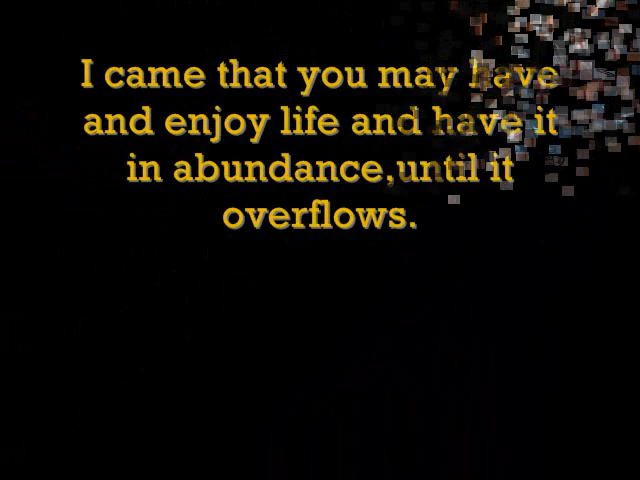 I came that you may have
and enjoy life and have it
in abundance,until it
overflows.